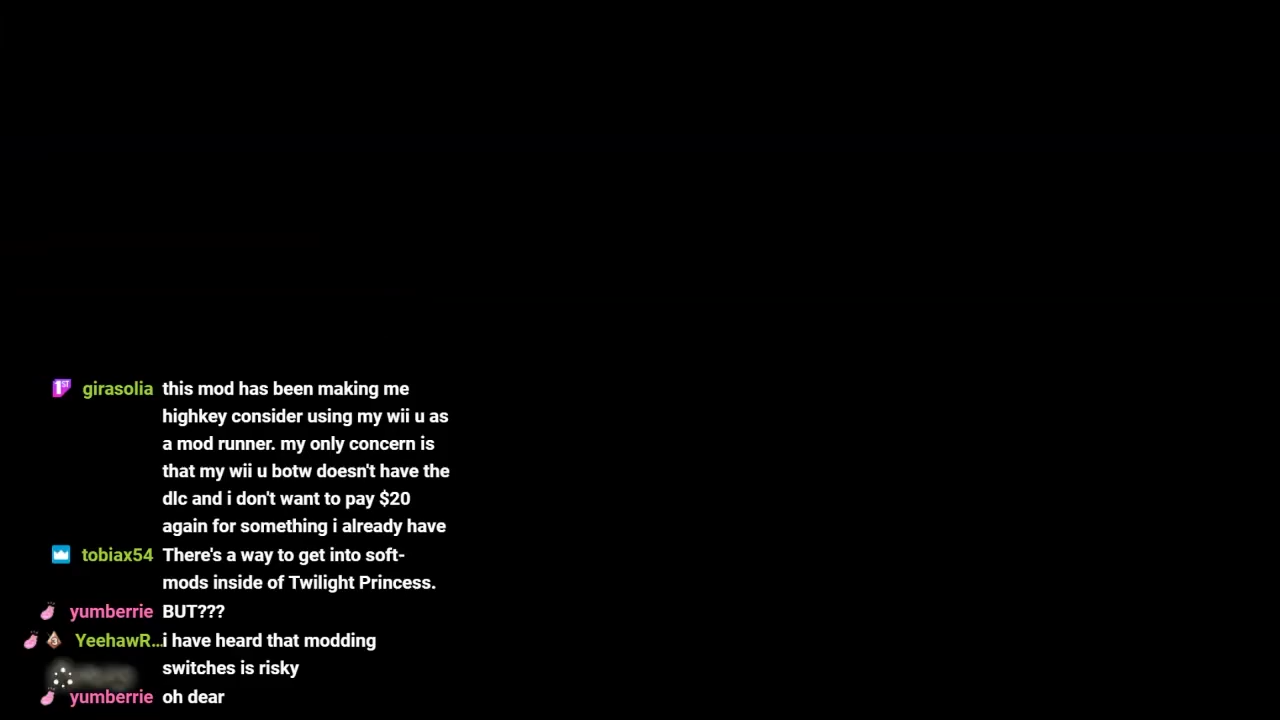 girasolia this mod has been making me
highkey consider using my wii u as
a mod runner. my only concern is
that my wii u botw doesn't have the
dlc and i don't want to pay $20
again for something i already have
tobiax54 There's a way to get into soft-
mods inside of Twilight Princess.
yumberrie BUT???
YeehawR... i have heard that modding
switches is risky
yumberrie oh dear